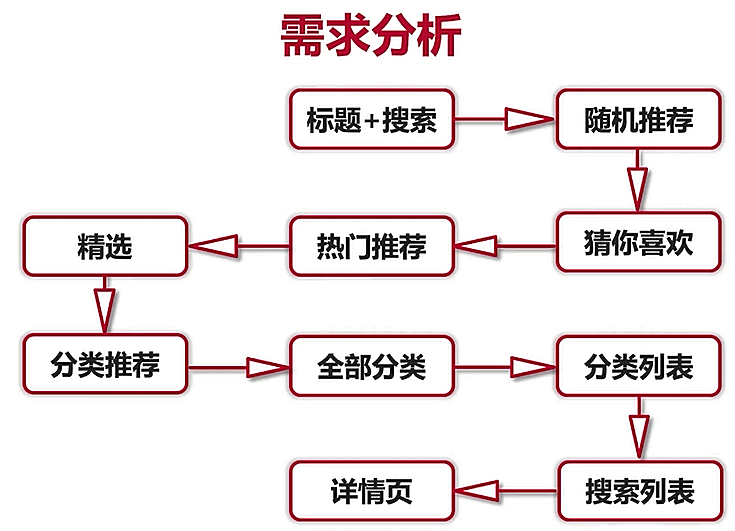 需求分析
标题+搜索
随机推荐
猜你喜欢
热门推荐
精选
分类推荐
全部分类
分类列表
搜索列表
详情页